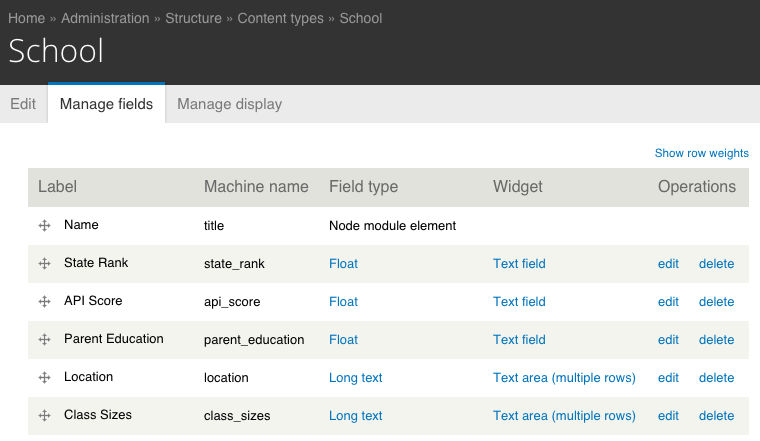 Home » Administration » Structure » Content types » School
School
Edit Manage fields Manage display
Show row weights
Label Machine name Field type Widget Operations
Name title Node module element
State Rank state_rank Float Text field edit delete
API Score api_score Float Text field edit delete
Parent Education parent_education Float Text field edit delete
Location location Long text Text area (multiple rows) edit delete
Class Sizes class_sizes Long text Text area (multiple rows) edit delete